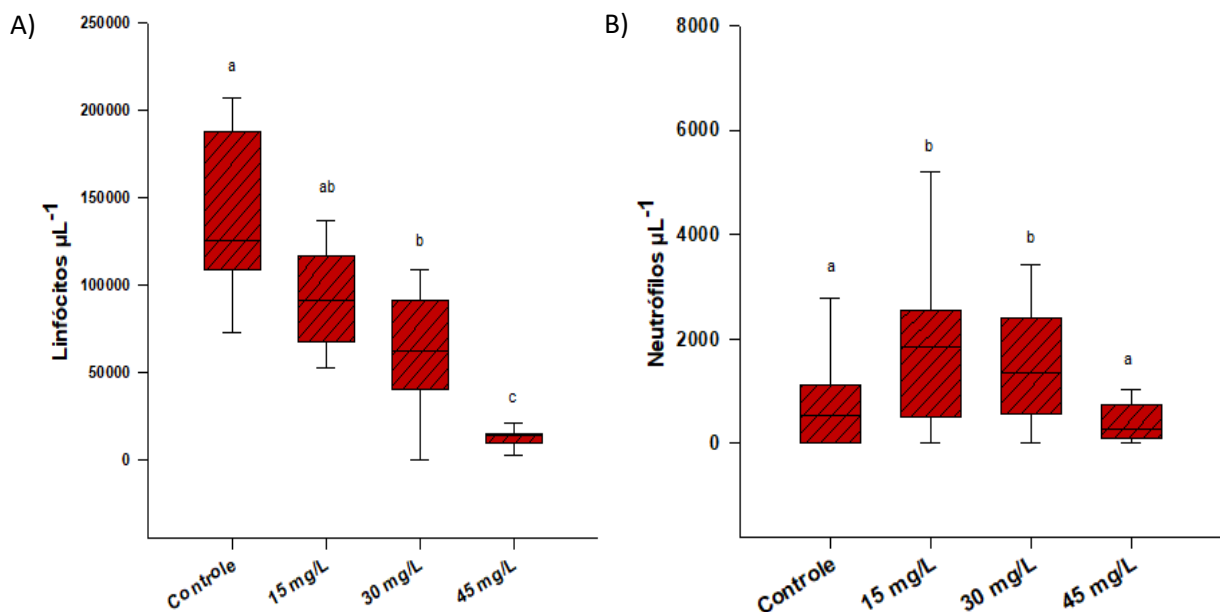 A)
Linfócitos µL-1
250000
200000
150000
100000
50000
0
a
ab
b
c
Controle
15 mg/L
30 mg/L
45 mg/L
B)
Neutrófilos µL-1
8000
6000
4000
2000
0
a
b
b
a
Controle
15 mg/L
30 mg/L
45 mg/L